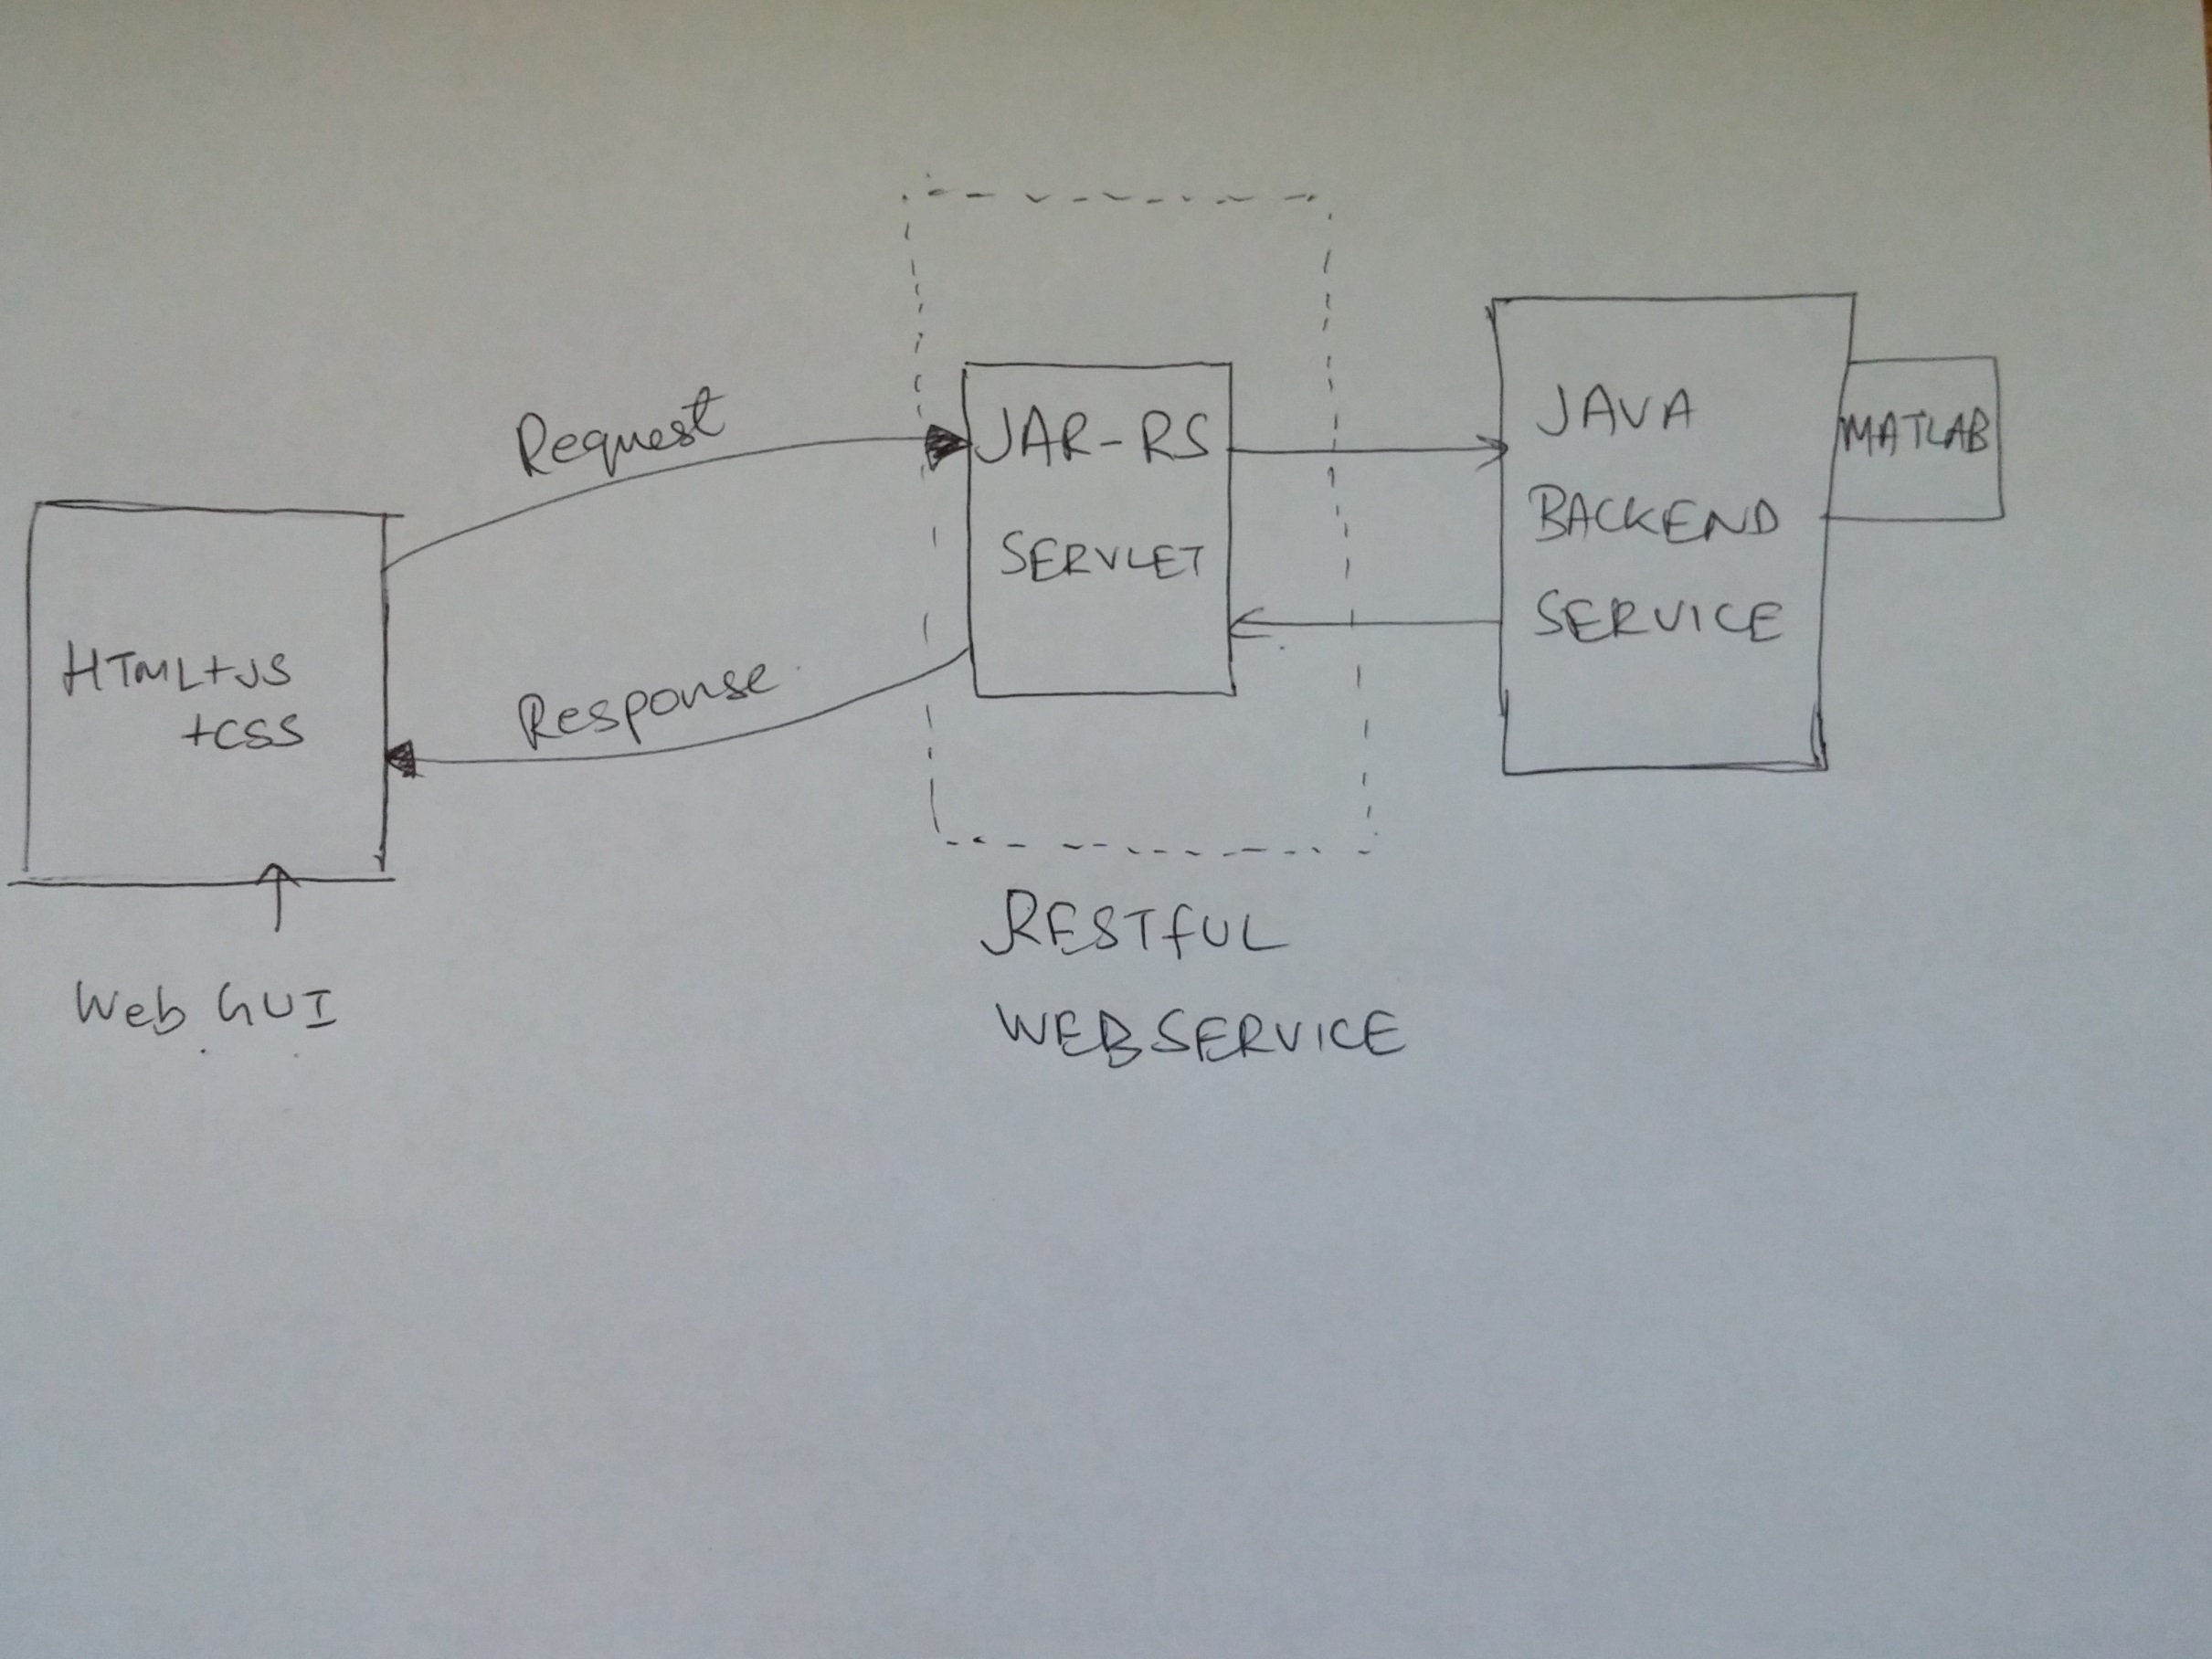 Request
JAR-RS
SERVLET
JAVA
BACKEND
SERVICE
MATLAB
HTML+JS
+CSS
Response
Web GUI
RESTfUL
WEBSERVICE